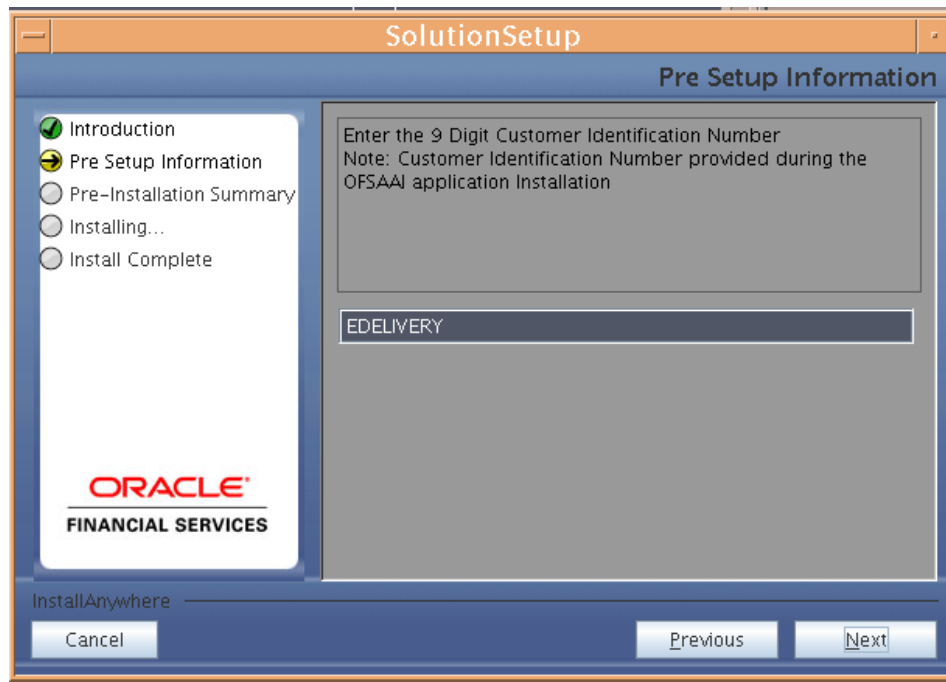 SolutionSetup
Pre Setup Information
Introduction
Pre Setup Information
Pre-Installation Summary
Installing...
Install Complete
ORACLE
FINANCIAL SERVICES
Enter the 9 Digit Customer Identification Number
Note: Customer Identification Number provided during the
OFSAAI application Installation
EDELIVERY
InstallAnywhere
Cancel
Previous
Next